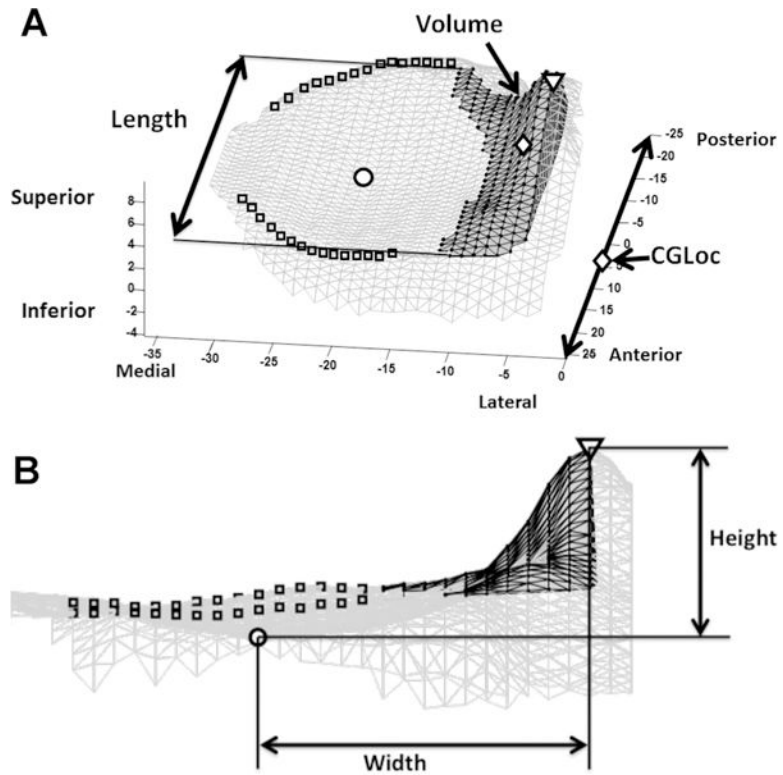 A
Volume
Length
-25 Posterior
-20
-15
Superior
-10
8
-5
6
0
4
5 CGLoc
2
10
Inferior
0
15
-2
20
-4
25 Anterior
-35 -30 -25 -20 -15 -10 -5 0
Medial
Lateral
B
Height
Width